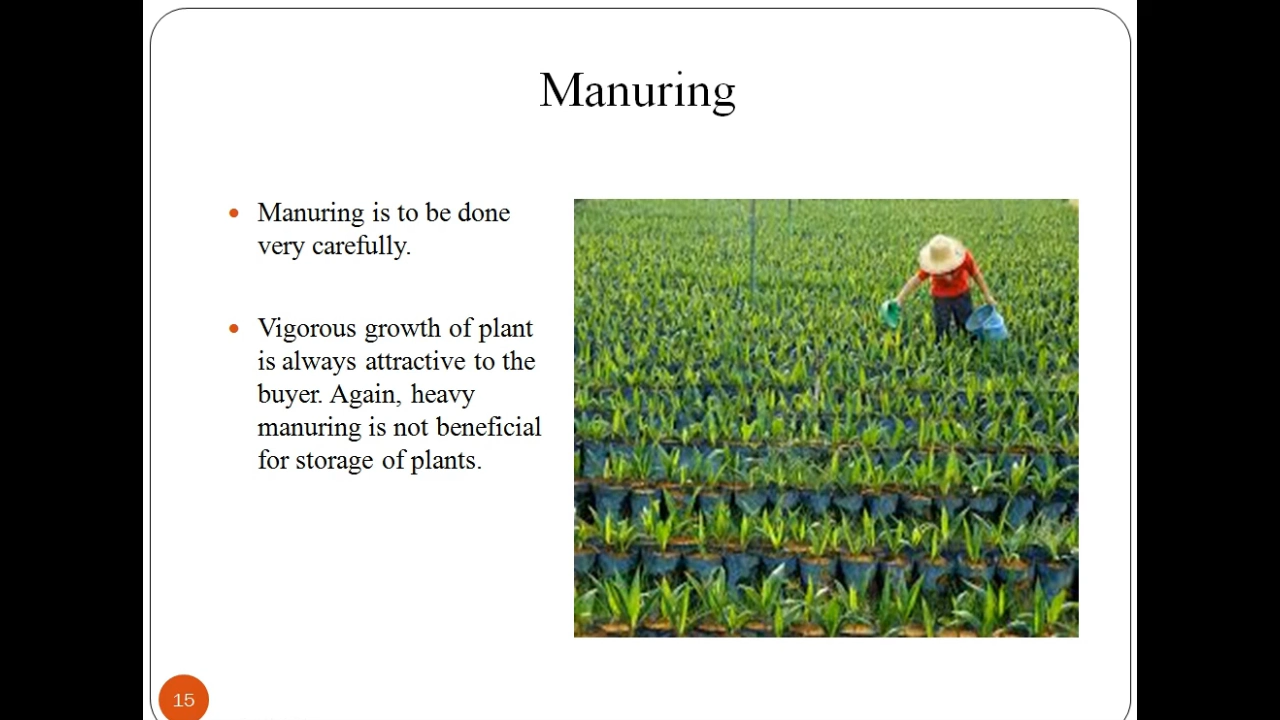 Manuring
• Manuring is to be done
very carefully.
• Vigorous growth of plant
is always attractive to the
buyer. Again, heavy
manuring is not beneficial
for storage of plants.
15